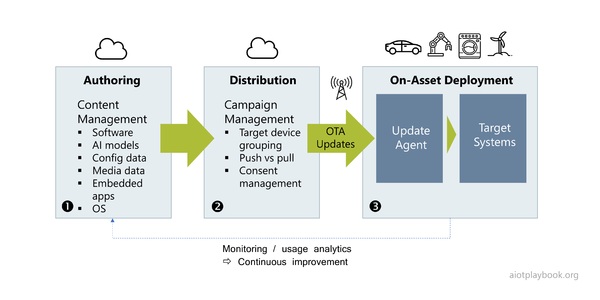 Authoring
Content
Management
▪ Software
▪ AI models
▪ Config data
▪ Media data
▪ Embedded
apps
▪ OS
❶
Distribution
Campaign
Management
▪ Target device
grouping
▪ Push vs pull
▪ Consent
management
❷
OTA
Updates
On-Asset Deployment
Update
Agent
Target
Systems
❸
Monitoring / usage analytics
⇨ Continuous improvement
aiotplaybook.org